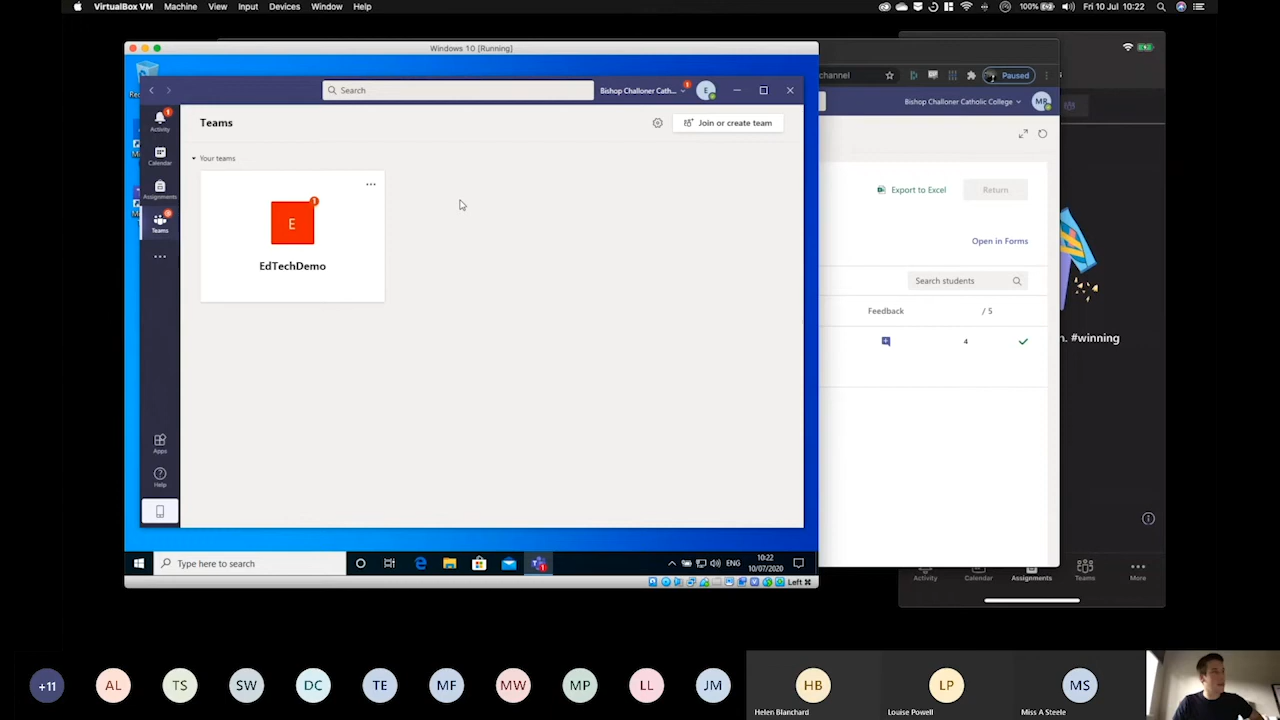 VirtualBox VM Machine View Input Devices Window Help
100% Fri 10 Jul 10:22
Windows 10 [Running]
channel
Paused
Search
Bishop Challoner Cath...
1
E
Bishop Challoner Catholic College
MR
1
Activity
Teams
Join or create team
Calendar
Your teams
Assignments
Export to Excel
Return
Teams
1
E
Open in Forms
EdTechDemo
Search students
Feedback
/ 5
4
n. #winning
Apps
Help
Type here to search
ENG
10:22
10/07/2020
Left ⌘
Activity
Calendar
Assignments
Teams
More
+11
AL
TS
SW
DC
TE
MF
MW
MP
LL
JM
HB
LP
MS
Helen Blanchard
Louise Powell
Miss A Steele